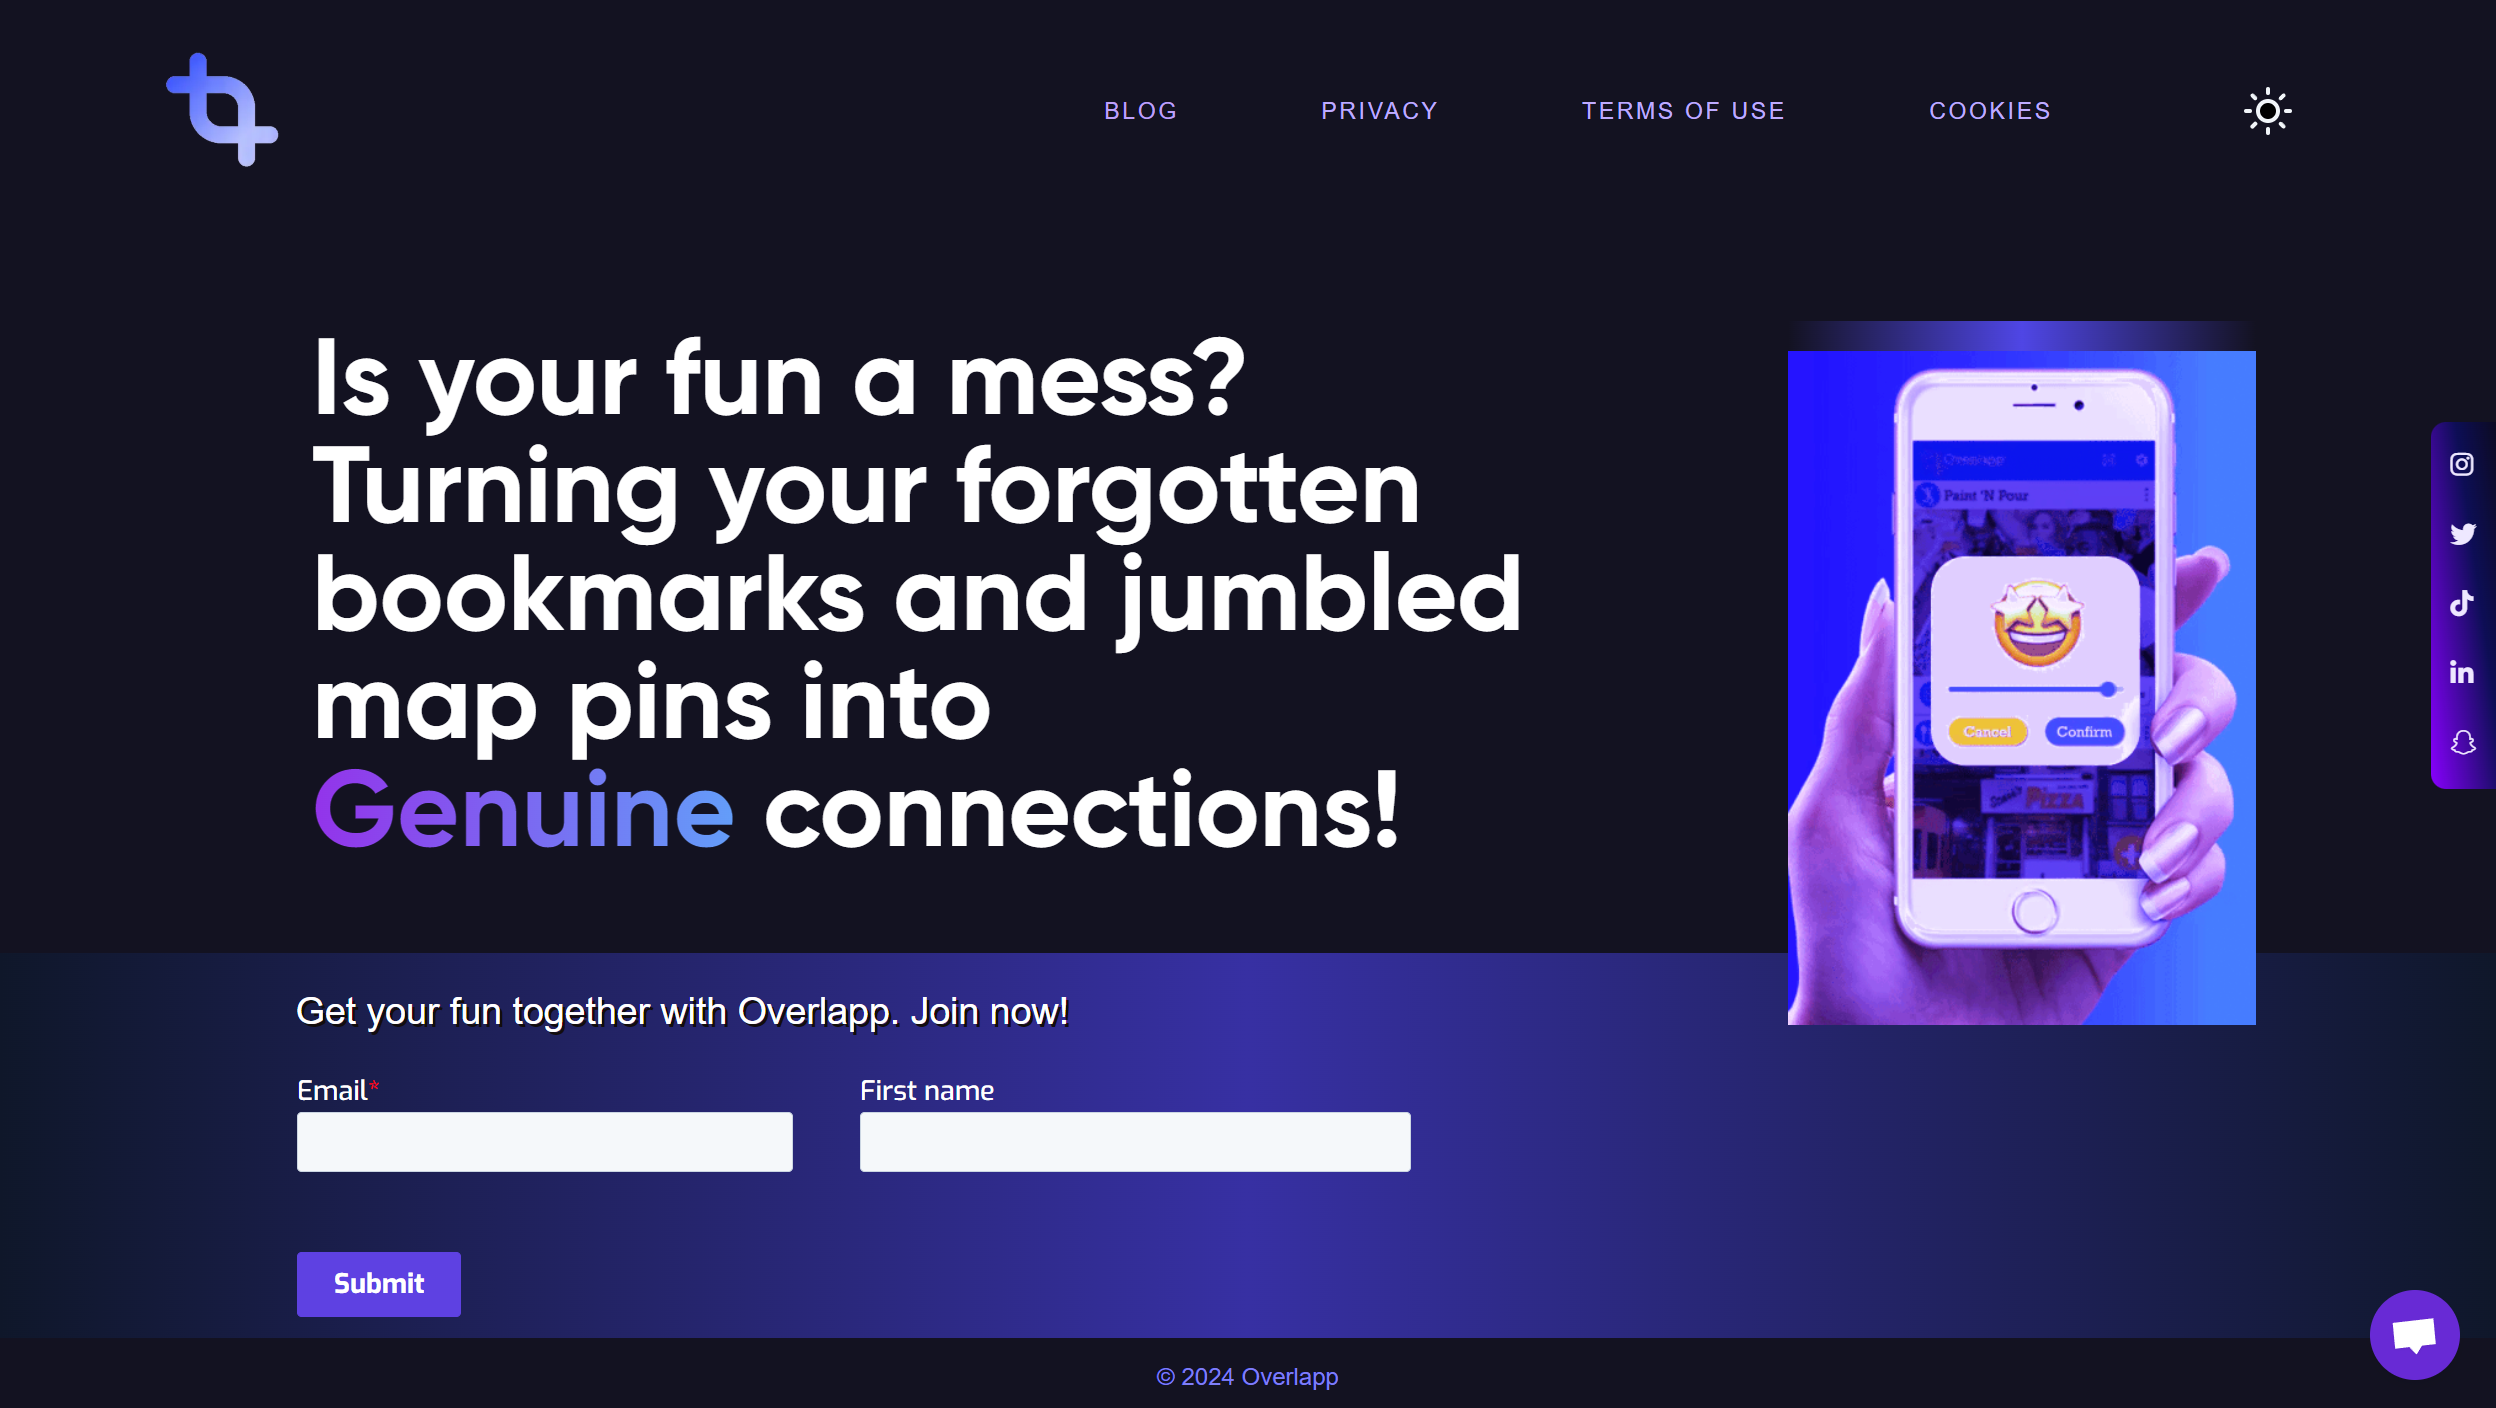 BLOG
PRIVACY
TERMS OF USE
COOKIES
Is your fun a mess?
Turning your forgotten
bookmarks and jumbled
map pins into
Genuine connections!
Overlapp
Paint 'N Pour
Cancel
Confirm
PIZZA
Get your fun together with Overlapp. Join now!
Email*
First name
Submit
© 2024 Overlapp